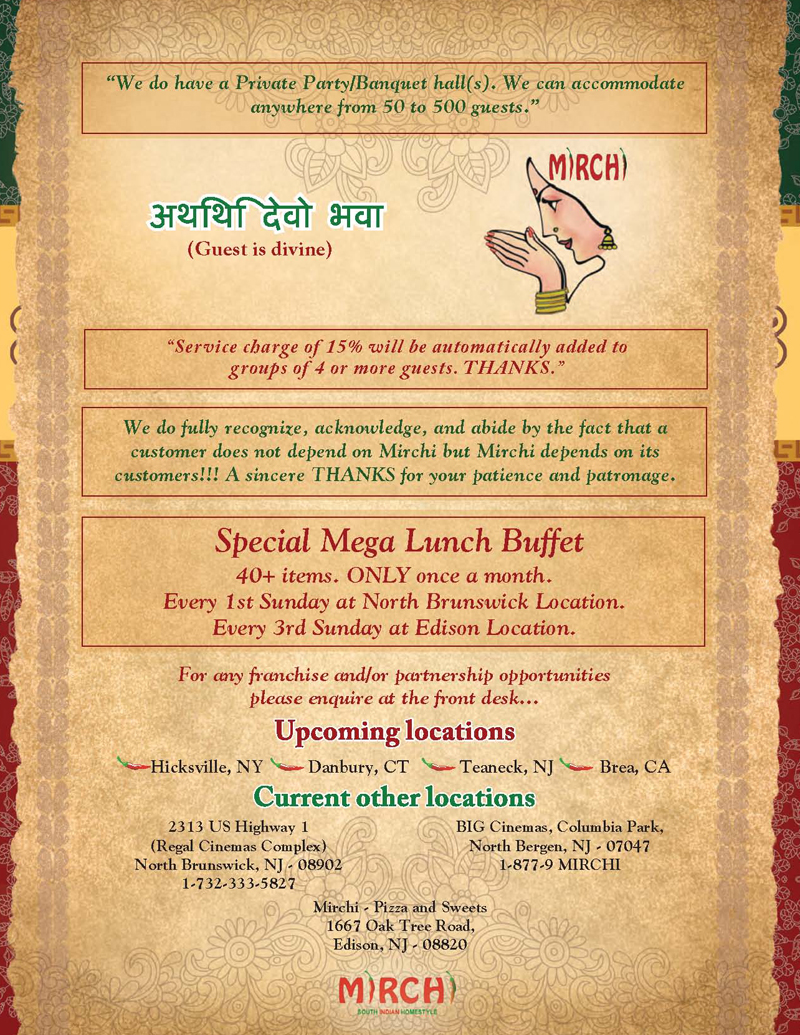 “We do have a Private Party/Banquet hall(s). We can accommodate
anywhere from 50 to 500 guests.”
MIRCHI
अथथिि देवो भवा
(Guest is divine)
“Service charge of 15% will be automatically added to
groups of 4 or more guests. THANKS.”
We do fully recognize, acknowledge, and abide by the fact that a
customer does not depend on Mirchi but Mirchi depends on its
customers!!! A sincere THANKS for your patience and patronage.
Special Mega Lunch Buffet
40+ items. ONLY once a month.
Every 1st Sunday at North Brunswick Location.
Every 3rd Sunday at Edison Location.
For any franchise and/or partnership opportunities
please enquire at the front desk...
Upcoming locations
Hicksville, NY Danbury, CT Teaneck, NJ Brea, CA
Current other locations
2313 US Highway 1
(Regal Cinemas Complex)
North Brunswick, NJ - 08902
1-732-333-5827
BIG Cinemas, Columbia Park,
North Bergen, NJ - 07047
1-877-9 MIRCHI
Mirchi - Pizza and Sweets
1667 Oak Tree Road,
Edison, NJ - 08820
MIRCHI
SOUTH INDIAN HOMESTYLE